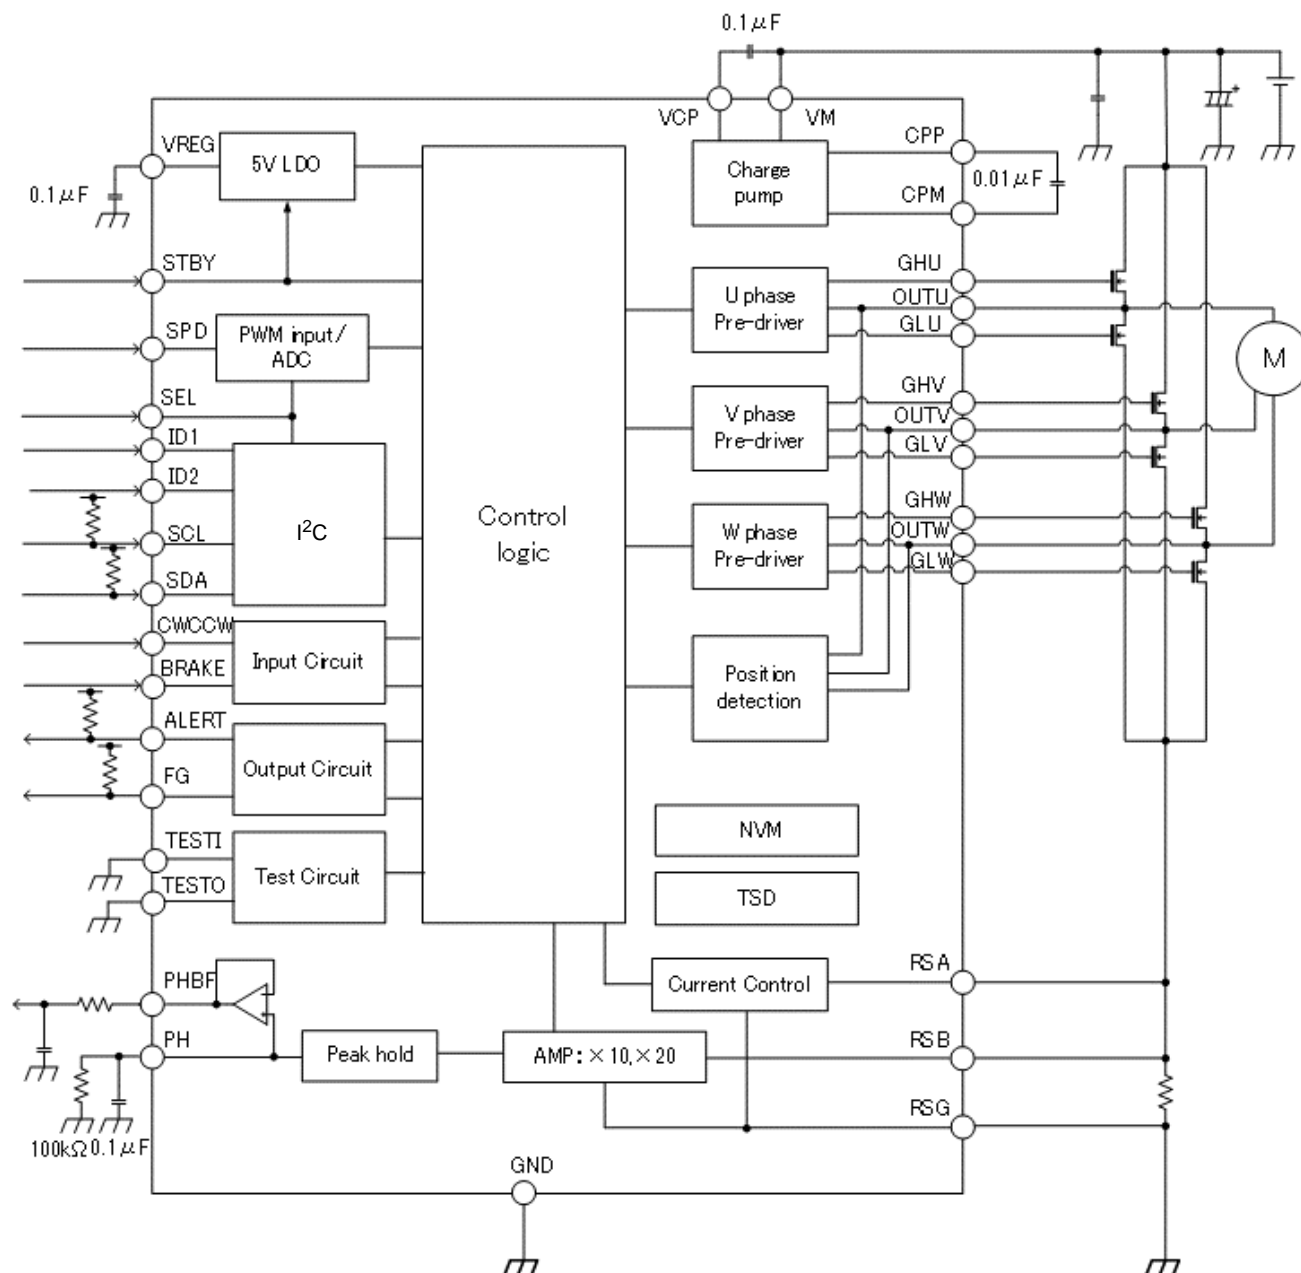 0.1μF
VCP
VM
VREG
5V LDO
0.1μF
Charge
pump
CPP
0.01μF
CPM
STBY
GHU
U phase
Pre-driver
OUTU
GLU
SPD
PWM input/
ADC
M
SEL
GHV
V phase
Pre-driver
OUTV
GLV
ID1
ID2
I²C
SCL
SDA
Control
logic
GHW
W phase
Pre-driver
OUTW
GLW
CWCCW
Input Circuit
BRAKE
Position
detection
ALERT
Output Circuit
FG
NVM
TESTI
Test Circuit
TESTO
TSD
RSA
Current Control
PHBF
PH
Peak hold
AMP:×10,×20
RSB
RSG
100kΩ
0.1μF
GND